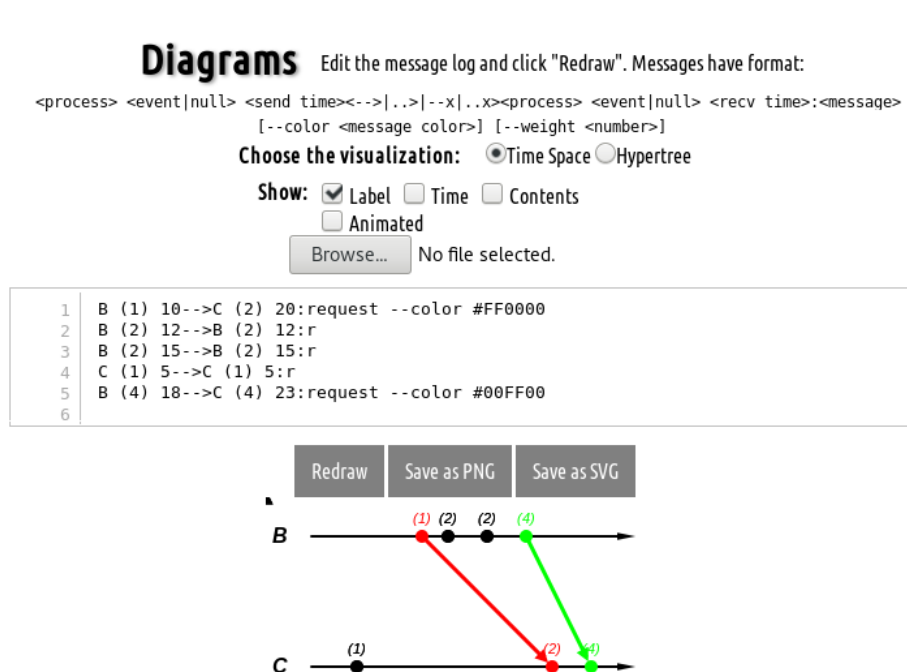 Diagrams Edit the message log and click "Redraw". Messages have format:
<process> <event|null> <send time><-->|..>|--x|..x><process> <event|null> <recv time>:<message>
[--color <message color>] [--weight <number>]
Choose the visualization: Time Space Hypertree
Show: Label Time Contents
Animated
Browse... No file selected.
1 B (1) 10-->C (2) 20:request --color #FF0000
2 B (2) 12-->B (2) 12:r
3 B (2) 15-->B (2) 15:r
4 C (1) 5-->C (1) 5:r
5 B (4) 18-->C (4) 23:request --color #00FF00
6
Redraw Save as PNG Save as SVG
(1) (2) (2) (4)
B
(1) (2) (4)
C